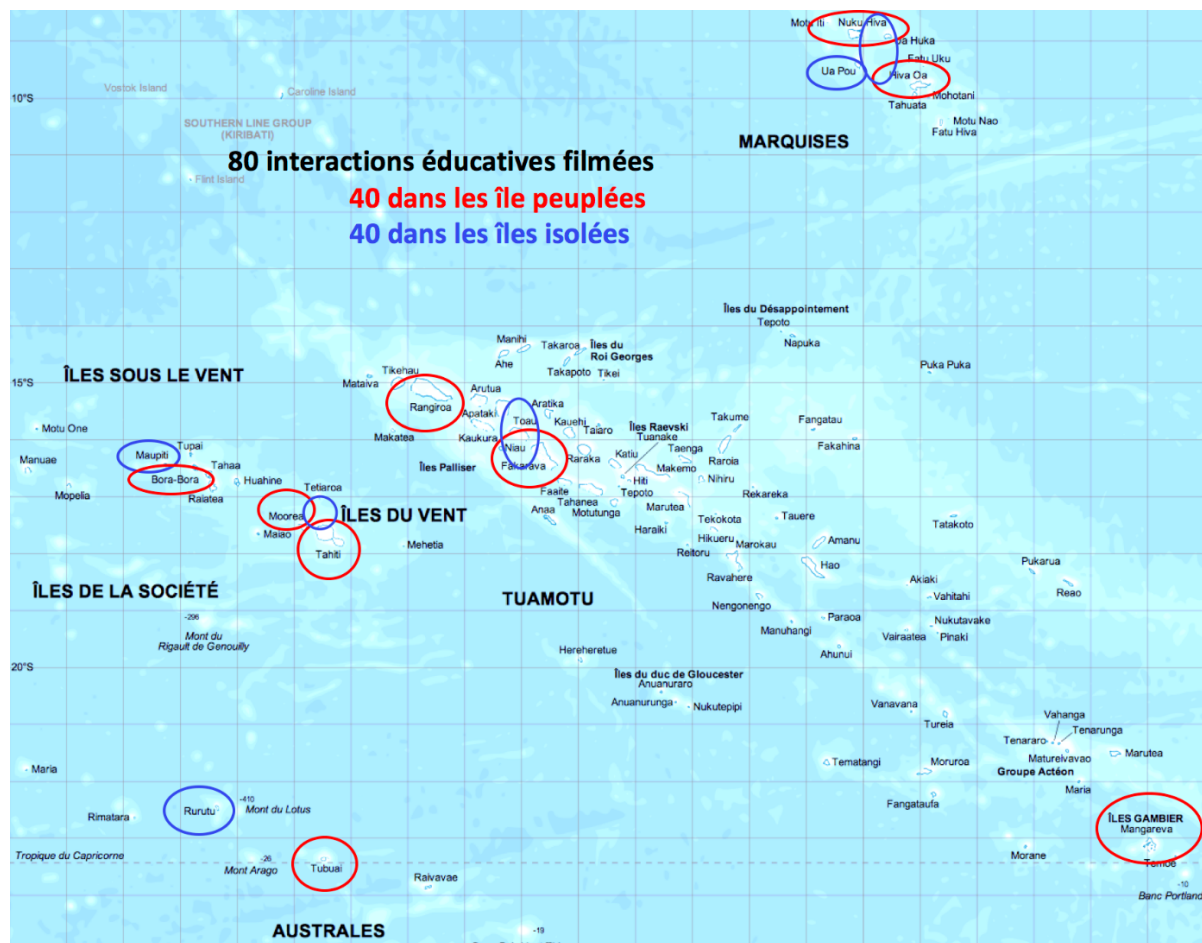 Motu Iti
Nuku Hiva
Ua Huka
Fatu Uku
Ua Pou
Hiva Oa
Mohotani
Tahuata
Motu Nao
Fatu Hiva
MARQUISES
10°S
Vostok Island
Caroline Island
SOUTHERN LINE GROUP
(KIRIBATI)
Flint Island
80 interactions éducatives filmées
40 dans les île peuplées
40 dans les îles isolées
Îles du Désappointement
Tepoto
Napuka
Puka Puka
Manihi
Ahe
Takaroa
Îles du
Roi Georges
Takapoto
Tikei
15°S
ÎLES SOUS LE VENT
Mataiva
Tikehau
Rangiroa
Makatea
Arutua
Apataki
Kaukura
Aratika
Toau
Kauehi
Taiaro
Niau
Fakarava
Raraka
Îles Palliser
Îles Raevski
Tuanake
Katiu
Hiti
Tepoto
Makemo
Taenga
Takume
Raroia
Nihiru
Fangatau
Fakahina
Rekareka
Faaite
Tahanea
Anaa
Motutunga
Marutea
Haraiki
Tekokota
Tauere
Hikueru
Reitoru
Marokau
Ravahere
Amanu
Hao
Tatakoto
Motu One
Manuae
Mopelia
Maupiti
Tupai
Bora-Bora
Tahaa
Raiatea
Huahine
Tetiaroa
ÎLES DU VENT
Moorea
Maiao
Tahiti
Mehetia
ÎLES DE LA SOCIÉTÉ
TUAMOTU
Nengonengo
Manuhangi
Paraoa
Ahunui
Akiaki
Vahitahi
Nukutavake
Vairaatea
Pinaki
Pukarua
Reao
-296
Mont du
Rigault de Genouilly
20°S
Hereheretue
Îles du duc de Gloucester
Anuanuraro
Anuanurunga
Nukutepipi
Vanavana
Tureia
Tematangi
Moruroa
Fangataufa
Vahanga
Tenararo
Tenarunga
Matureivavao
Groupe Actéon
Marutea
Maria
ÎLES GAMBIER
Mangareva
Temoe
Morane
-10
Banc Portland
Maria
Rimatara
Rurutu
-410
Mont du Lotus
Tropique du Capricorne
-26
Mont Arago
Tubuai
Raivavae
AUSTRALES
-19